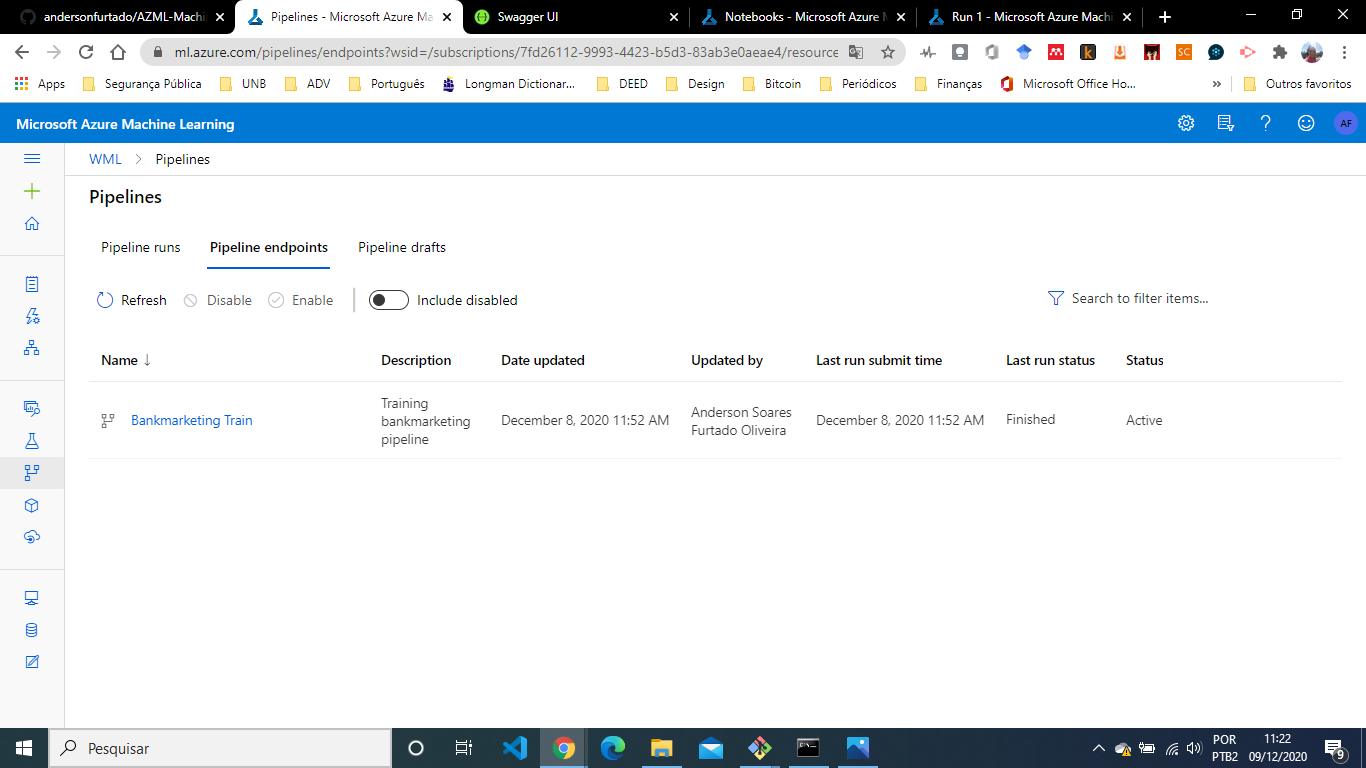 andersonfurtado/AZML-Machi
Pipelines - Microsoft Azure Ma
Swagger UI
Notebooks - Microsoft Azure M
Run 1 - Microsoft Azure Machi
ml.azure.com/pipelines/endpoints?wsid=/subscriptions/7fd26112-9993-4423-b5d3-83ab3e0aeae4/resource
Apps
Segurança Pública
UNB
ADV
Português
Longman Dictionar...
DEED
Design
Bitcoin
Periódicos
Finanças
Microsoft Office Ho...
»
Outros favoritos
Microsoft Azure Machine Learning
AF
WML > Pipelines
Pipelines
Pipeline runs
Pipeline endpoints
Pipeline drafts
Refresh
Disable
Enable
Include disabled
Search to filter items...
Name ↓
Description
Date updated
Updated by
Last run submit time
Last run status
Status
Bankmarketing Train
Training
bankmarketing
pipeline
December 8, 2020 11:52 AM
Anderson Soares
Furtado Oliveira
December 8, 2020 11:52 AM
Finished
Active
Pesquisar
POR
PTB2
11:22
09/12/2020
9